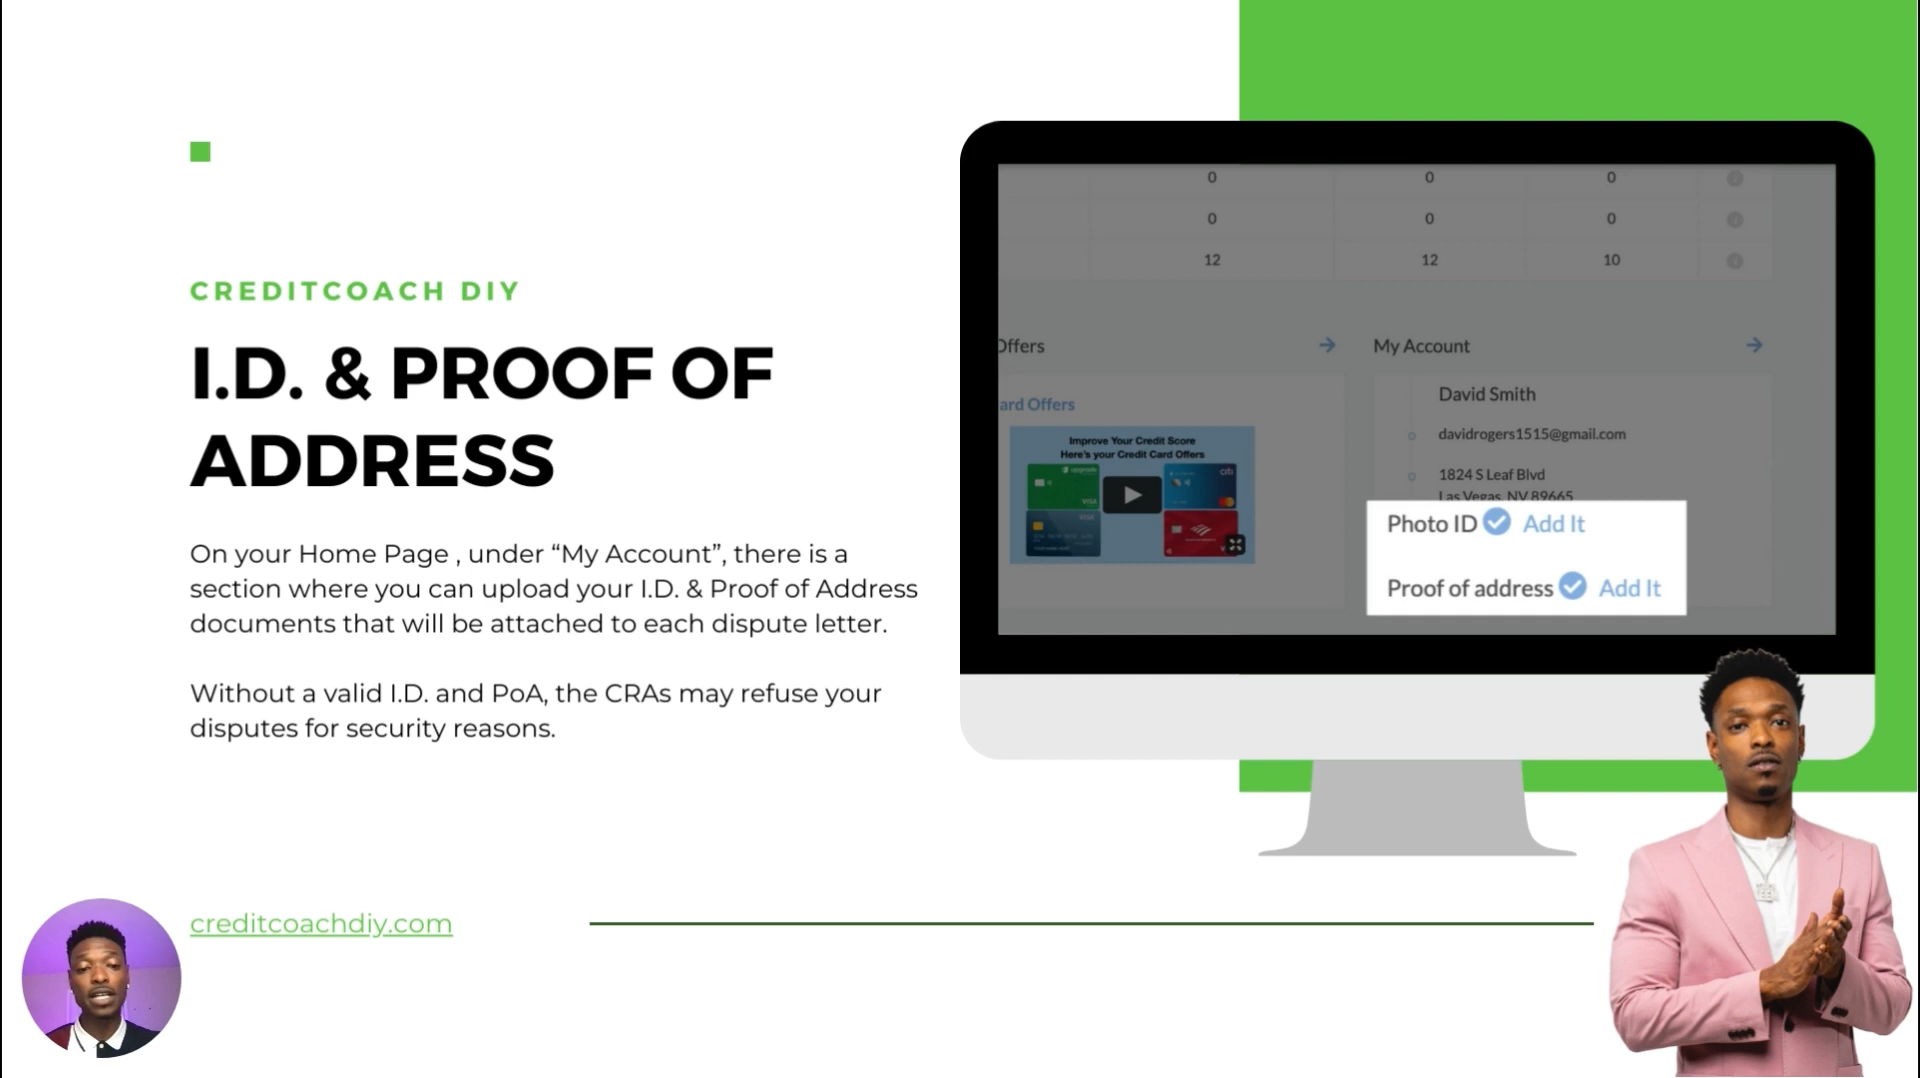 CREDITCOACH DIY
I.D. & PROOF OF
ADDRESS
On your Home Page , under “My Account”, there is a
section where you can upload your I.D. & Proof of Address
documents that will be attached to each dispute letter.
Without a valid I.D. and PoA, the CRAs may refuse your
disputes for security reasons.
creditcoachdiy.com
0 0 0
0 0 0
12 12 10
Offers
ard Offers
Improve Your Credit Score
Here's your Credit Card Offers
upgrade
VISA
citi
VISA
My Account
David Smith
davidrogers1515@gmail.com
1824 S Leaf Blvd
Las Vegas, NV 89665
Photo ID Add It
Proof of address Add It